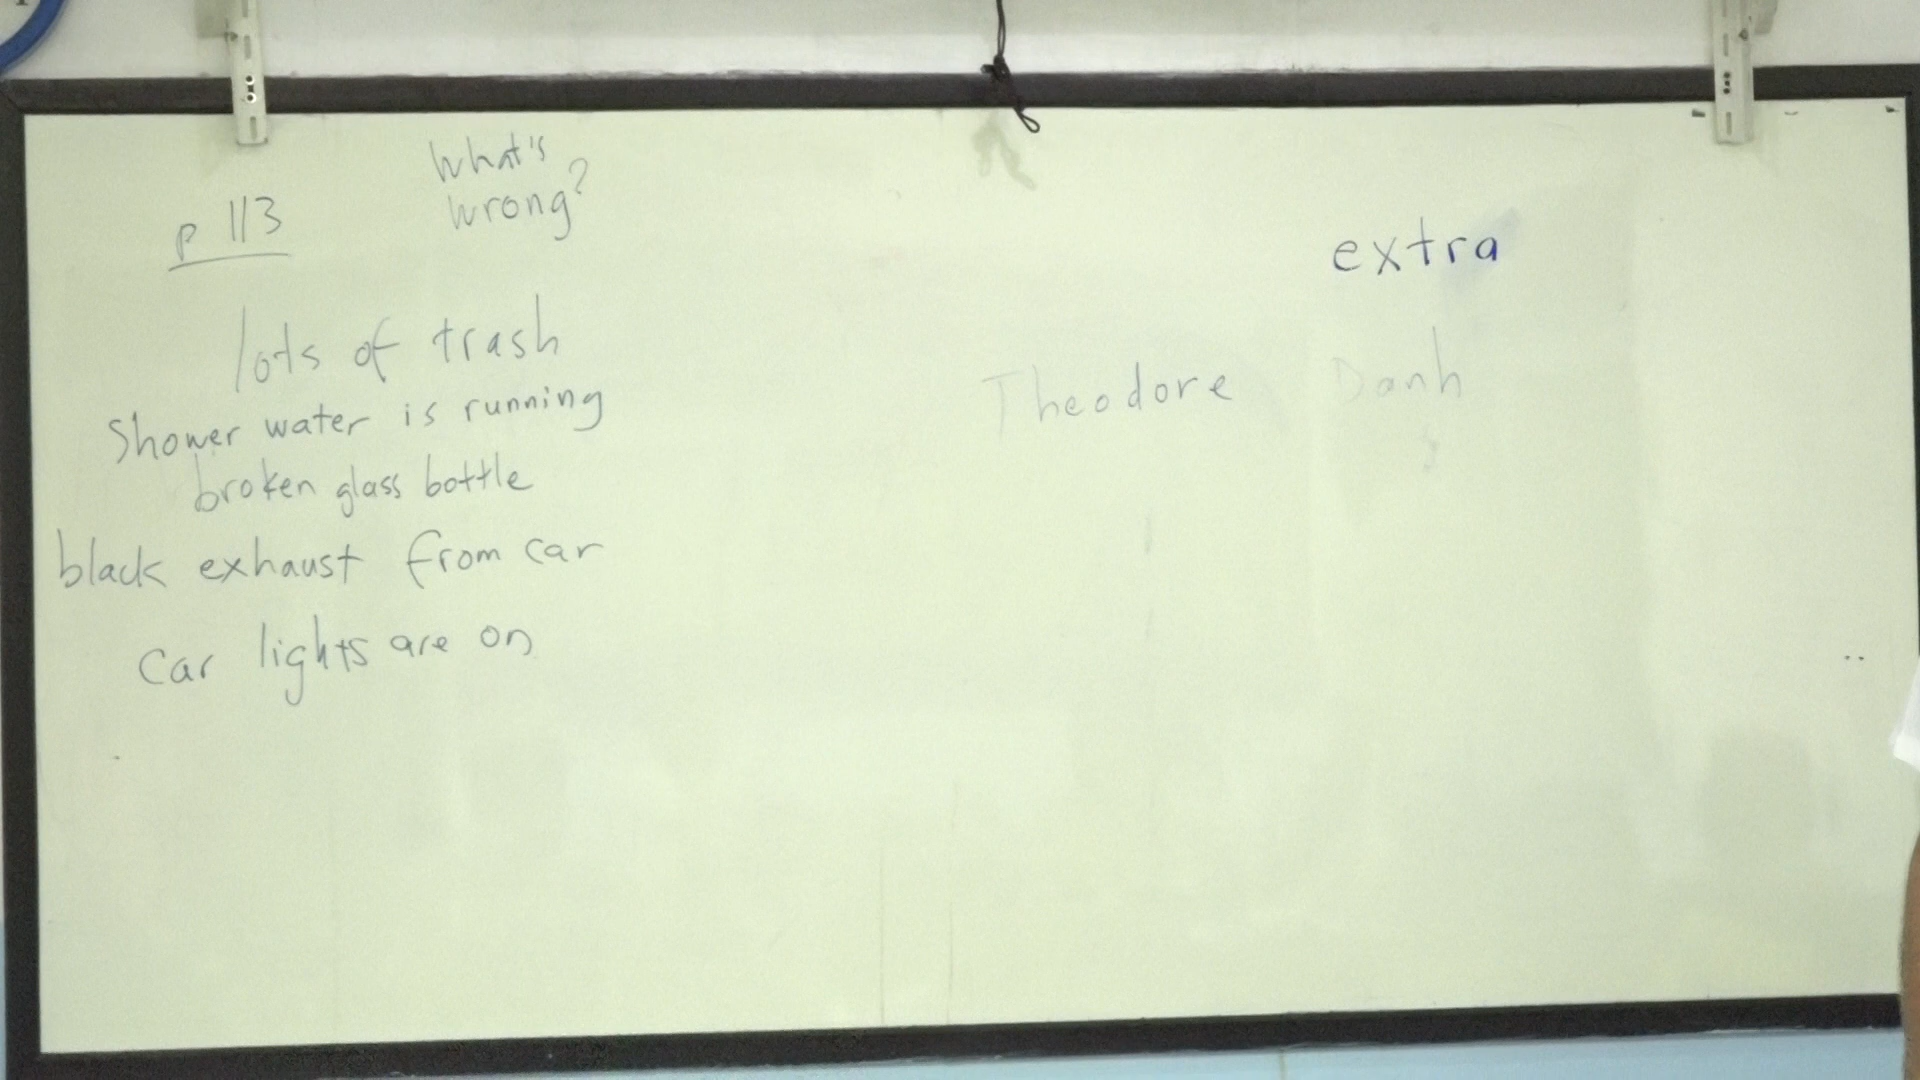 What's
wrong?
p 113
lots of trash
Shower water is running
broken glass bottle
black exhaust from car
Car lights are on
extra
Theodore Danh